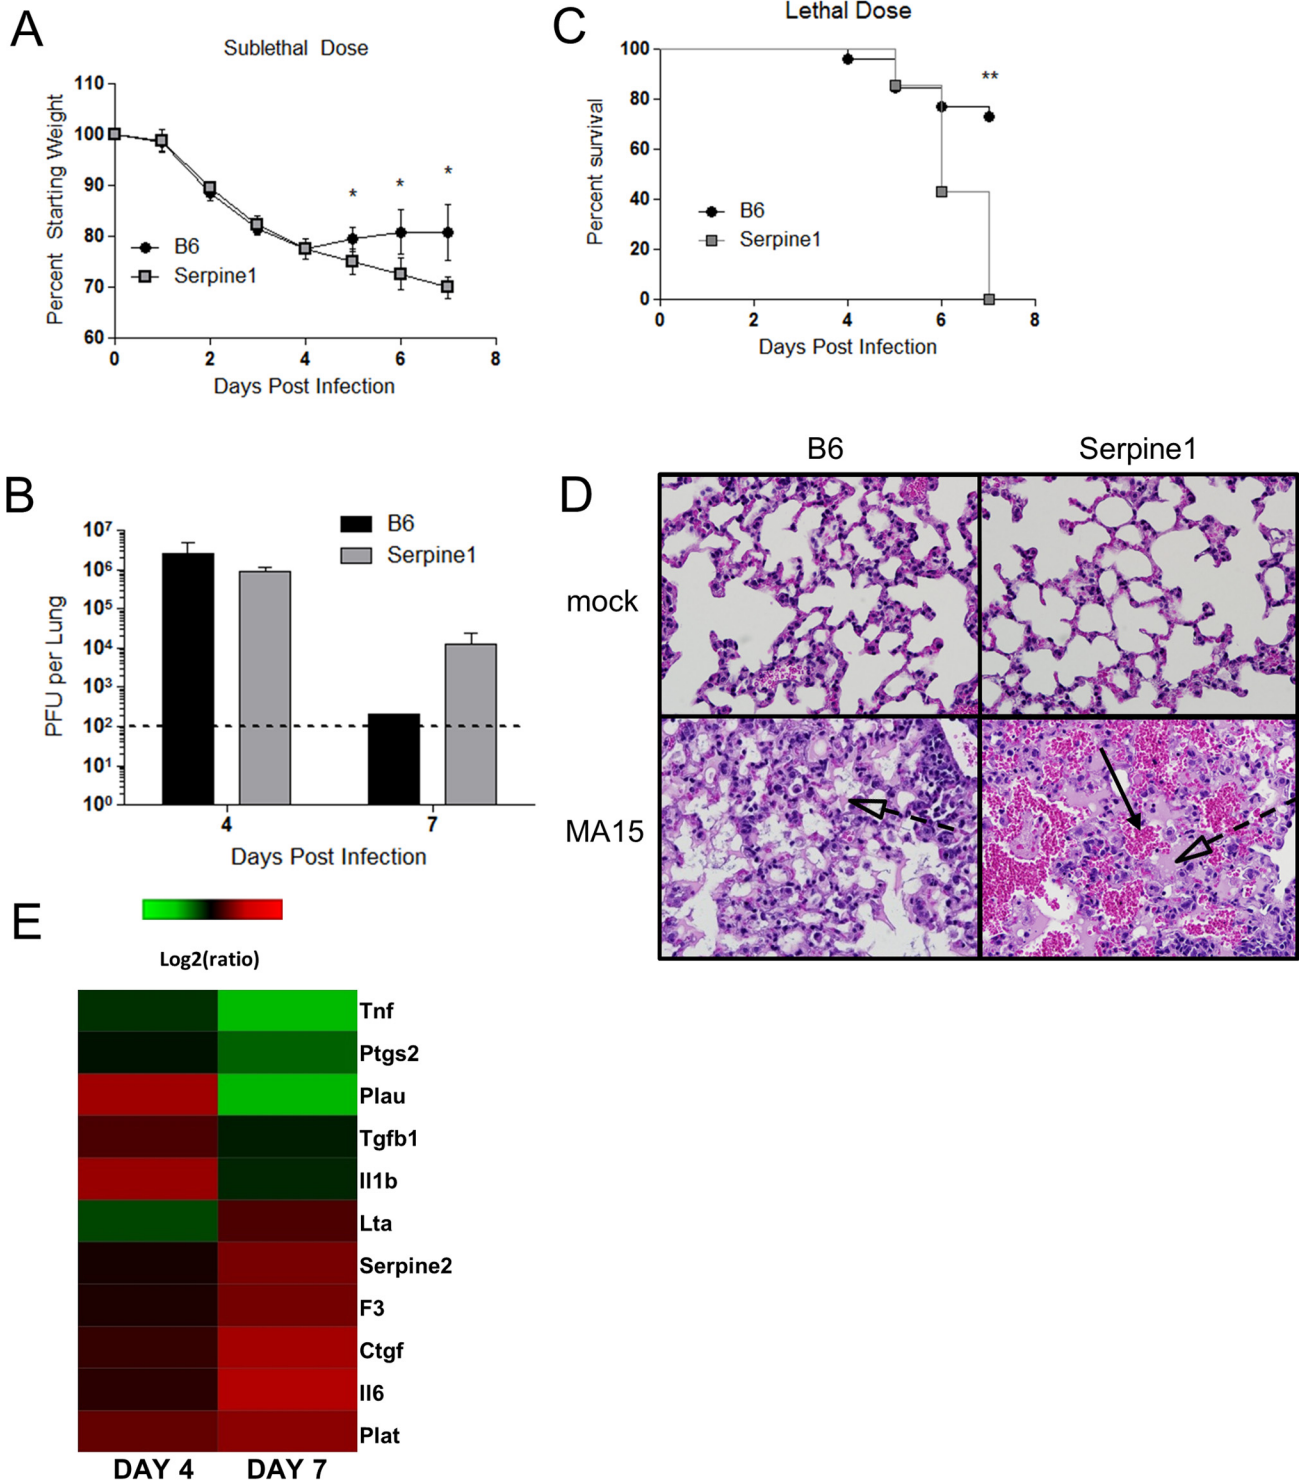 A
Sublethal Dose
110
100
90
80
70
60
Percent Starting Weight
* * *
B6
Serpine1
0 2 4 6 8
Days Post Infection
C
Lethal Dose
100
80
60
40
20
0
Percent survival
**
B6
Serpine1
0 2 4 6 8
Days Post Infection
B
10⁷
10⁶
10⁵
10⁴
10³
10²
10¹
10⁰
PFU per Lung
B6
Serpine1
4 7
Days Post Infection
D
B6 Serpine1
mock
MA15
E
Log2(ratio)
Tnf
Ptgs2
Plau
Tgfb1
Il1b
Lta
Serpine2
F3
Ctgf
Il6
Plat
DAY 4 DAY 7